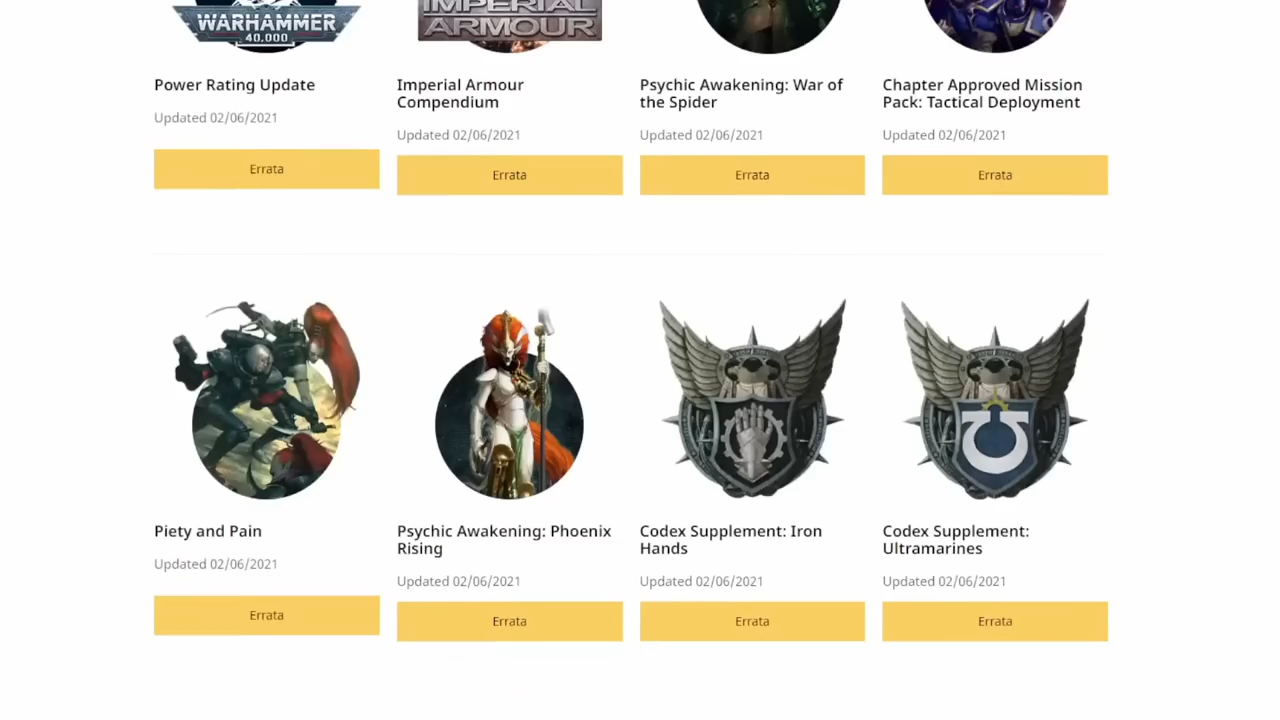 WARHAMMER
40,000
IMPERIAL
ARMOUR
Power Rating Update
Imperial Armour
Compendium
Psychic Awakening: War of
the Spider
Chapter Approved Mission
Pack: Tactical Deployment
Updated 02/06/2021
Updated 02/06/2021
Updated 02/06/2021
Updated 02/06/2021
Errata
Errata
Errata
Errata
Piety and Pain
Psychic Awakening: Phoenix
Rising
Codex Supplement: Iron
Hands
Codex Supplement:
Ultramarines
Updated 02/06/2021
Updated 02/06/2021
Updated 02/06/2021
Updated 02/06/2021
Errata
Errata
Errata
Errata